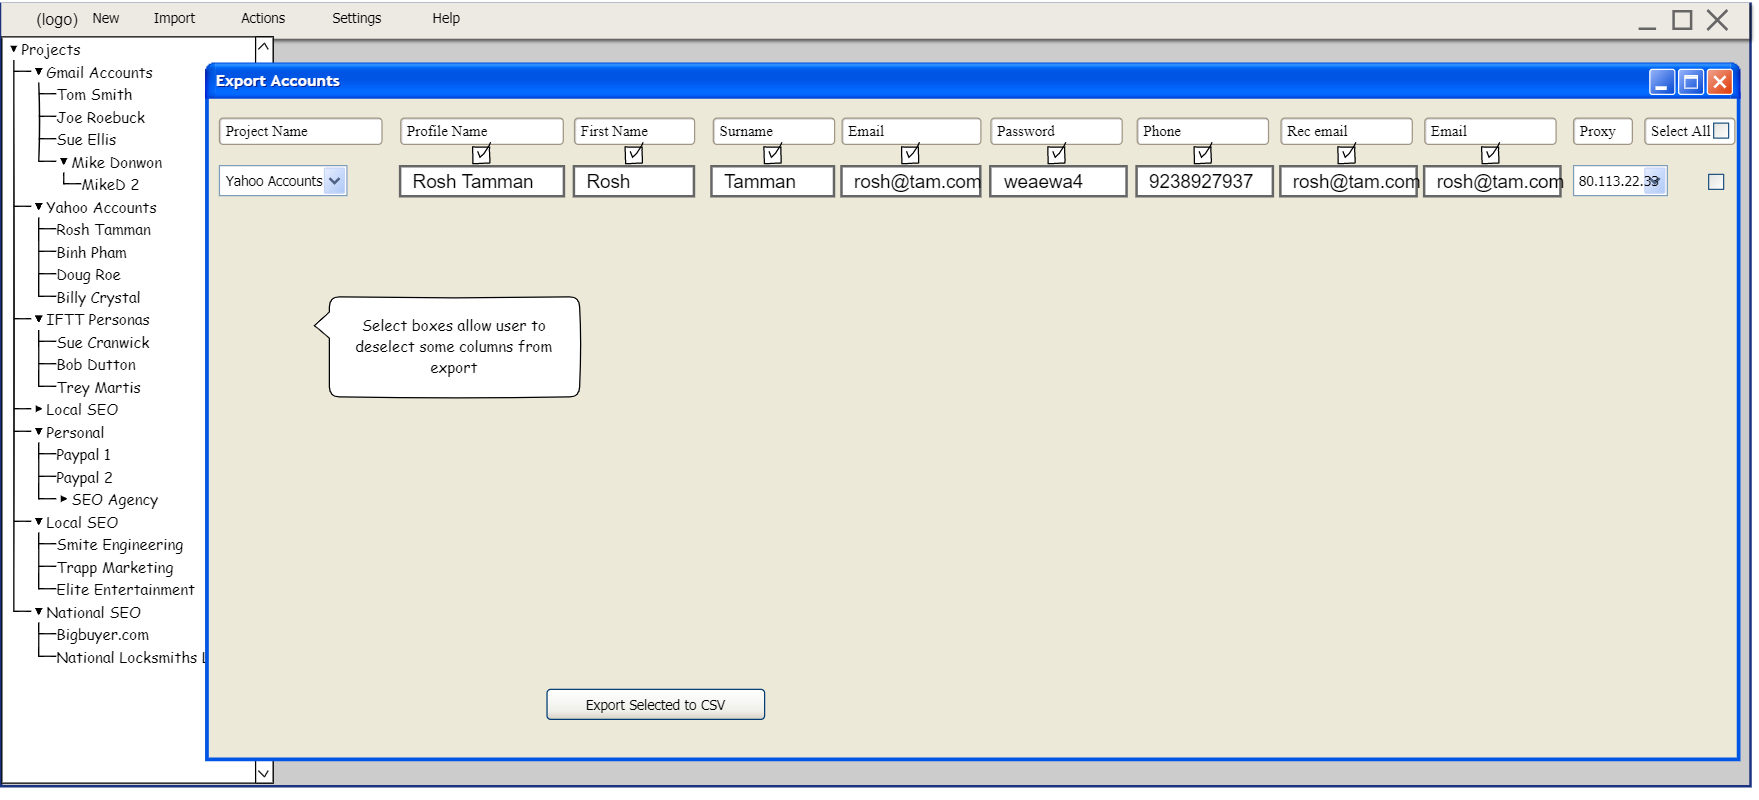 (logo) New Import Actions Settings Help
Projects
Gmail Accounts
Tom Smith
Joe Roebuck
Sue Ellis
Mike Donwon
MikeD 2
Yahoo Accounts
Rosh Tamman
Binh Pham
Doug Roe
Billy Crystal
IFTT Personas
Sue Cranwick
Bob Dutton
Trey Martis
Local SEO
Personal
Paypal 1
Paypal 2
SEO Agency
Local SEO
Smite Engineering
Trapp Marketing
Elite Entertainment
National SEO
Bigbuyer.com
National Locksmiths L
Export Accounts
Project Name Profile Name First Name Surname Email Password Phone Rec email Email Proxy Select All
Yahoo Accounts Rosh Tamman Rosh Tamman rosh@tam.com weaewa4 9238927937 rosh@tam.com rosh@tam.com 80.113.22.33
Select boxes allow user to
deselect some columns from
export
Export Selected to CSV